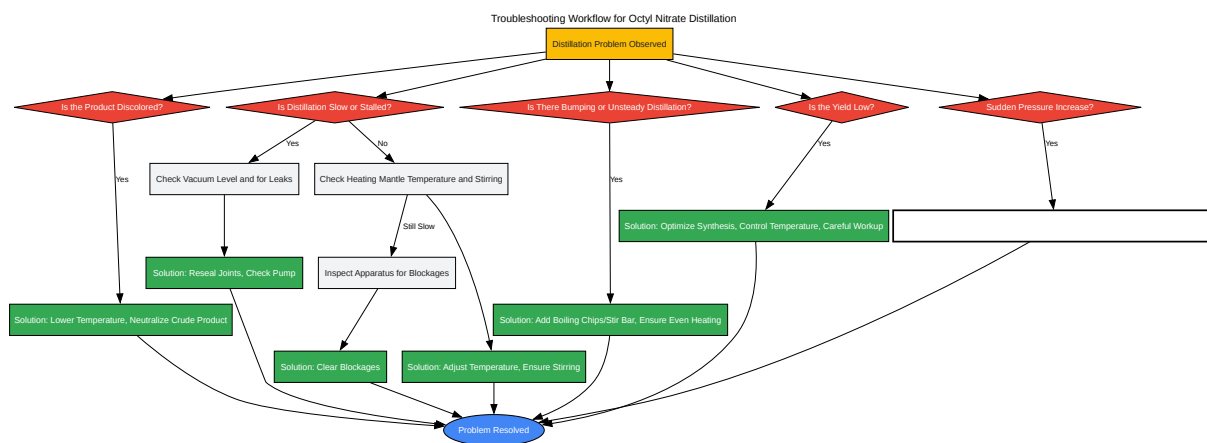 Troubleshooting Workflow for Octyl Nitrate Distillation
Distillation Problem Observed
Is the Product Discolored?
Is Distillation Slow or Stalled?
Is There Bumping or Unsteady Distillation?
Is the Yield Low?
Sudden Pressure Increase?
Yes
No
Yes
Yes
Yes
Yes
Check Vacuum Level and for Leaks
Check Heating Mantle Temperature and Stirring
Solution: Optimize Synthesis, Control Temperature, Careful Workup
Still Slow
Solution: Reseal Joints, Check Pump
Inspect Apparatus for Blockages
Solution: Lower Temperature, Neutralize Crude Product
Solution: Add Boiling Chips/Stir Bar, Ensure Even Heating
Solution: Clear Blockages
Solution: Adjust Temperature, Ensure Stirring
Problem Resolved